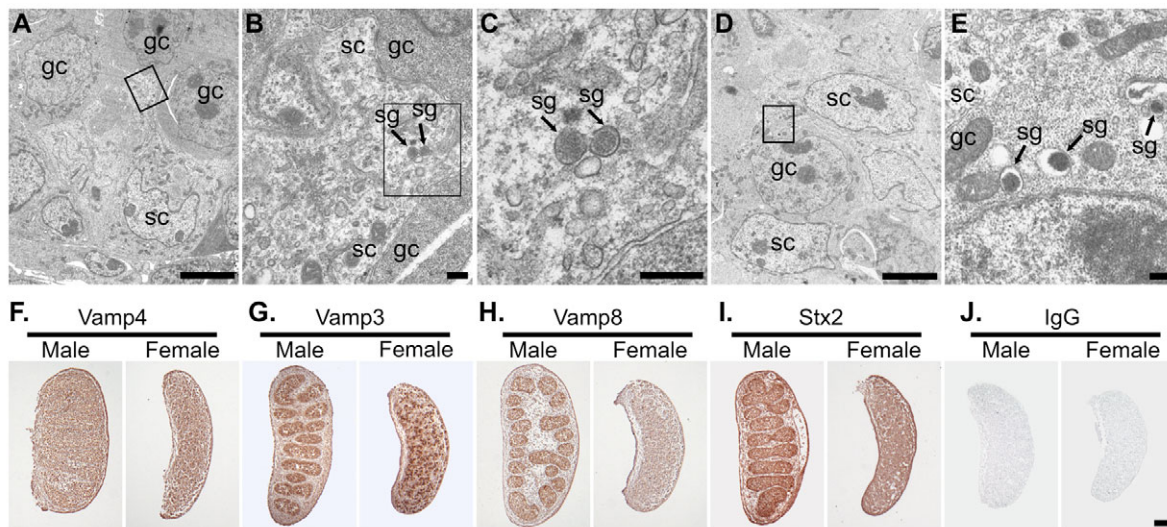 A B C D E
gc gc gc sc
sc gc sg sg sc gc
sg sg
sc gc sc
sc gc sg sg sg
F. G. H. I. J.
Vamp4 Vamp3 Vamp8 Stx2 IgG
Male Female Male Female Male Female Male Female Male Female